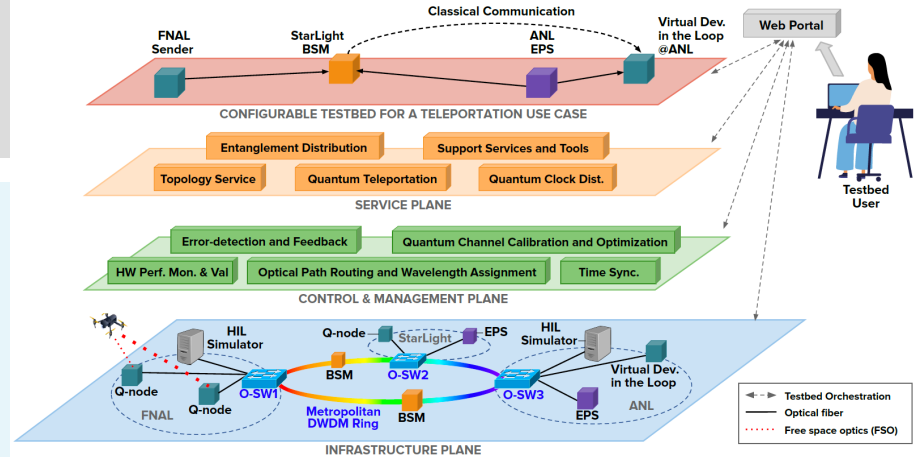 Classical Communication
FNAL
Sender
StarLight
BSM
ANL
EPS
Virtual Dev.
in the Loop
@ANL
Web Portal
CONFIGURABLE TESTBED FOR A TELEPORTATION USE CASE
Entanglement Distribution
Support Services and Tools
Topology Service
Quantum Teleportation
Quantum Clock Dist.
SERVICE PLANE
Testbed
User
Error-detection and Feedback
Quantum Channel Calibration and Optimization
HW Perf. Mon. & Val
Optical Path Routing and Wavelength Assignment
Time Sync.
CONTROL & MANAGEMENT PLANE
HIL
Simulator
Q-node
StarLight
EPS
HIL
Simulator
BSM
O-SW2
Virtual Dev.
in the Loop
Q-node
O-SW1
O-SW3
FNAL
Q-node
Metropolitan
DWDM Ring
BSM
EPS
ANL
INFRASTRUCTURE PLANE
Testbed Orchestration
Optical fiber
Free space optics (FSO)